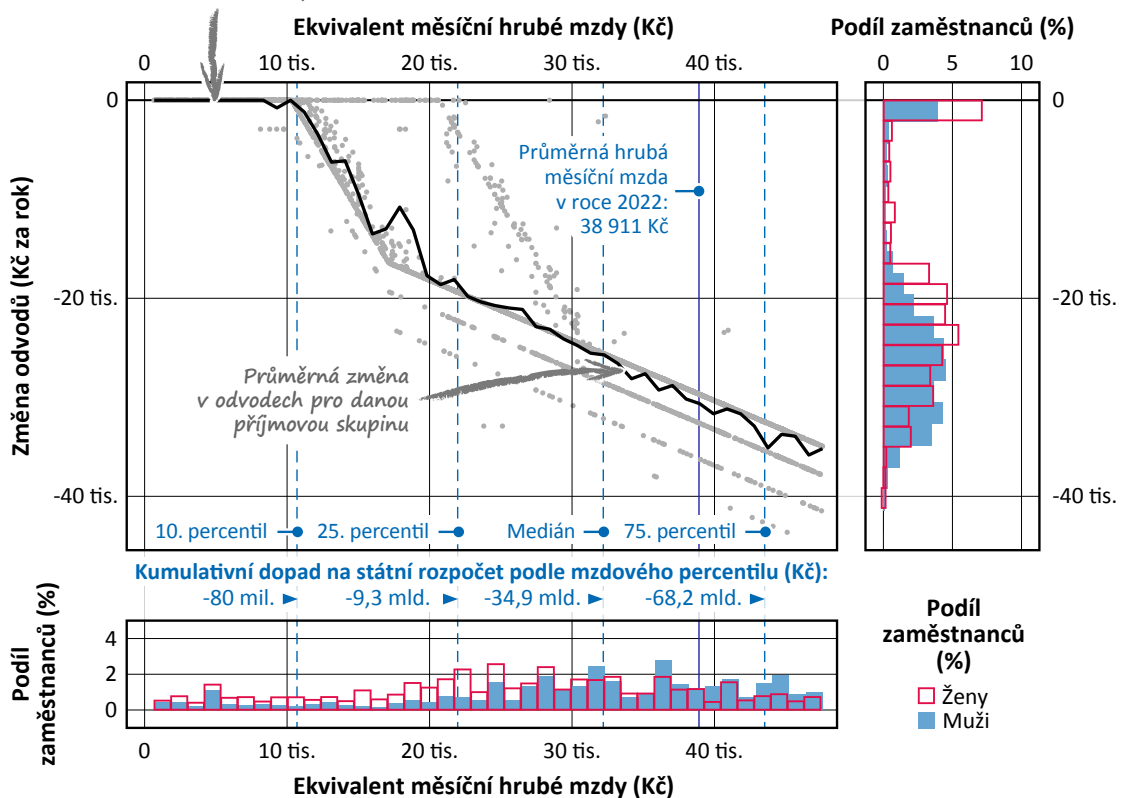 Ekvivalent měsíční hrubé mzdy (Kč)
Podíl zaměstnanců (%)
0 10 tis. 20 tis. 30 tis. 40 tis.
0 5 10
Změna odvodů (Kč za rok)
0
-20 tis.
-40 tis.
0
-20 tis.
-40 tis.
Průměrná hrubá
měsíční mzda
v roce 2022:
38 911 Kč
Průměrná změna
v odvodech pro danou
příjmovou skupinu
10. percentil
25. percentil
Medián
75. percentil
Kumulativní dopad na státní rozpočet podle mzdového percentilu (Kč):
-80 mil. -9,3 mld. -34,9 mld. -68,2 mld.
Podíl
zaměstnanců (%)
4
2
0
0 10 tis. 20 tis. 30 tis. 40 tis.
Ekvivalent měsíční hrubé mzdy (Kč)
Podíl
zaměstnanců
(%)
Ženy
Muži